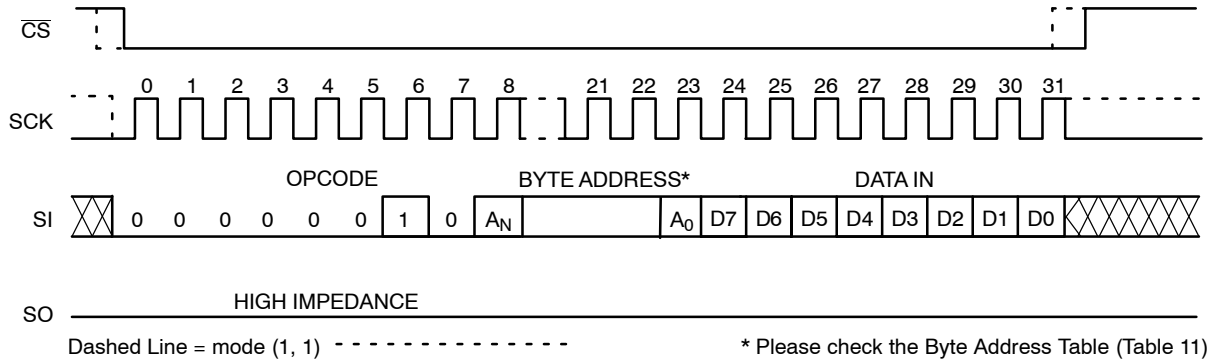 CS
0 1 2 3 4 5 6 7 8 21 22 23 24 25 26 27 28 29 30 31
SCK
OPCODE BYTE ADDRESS* DATA IN
SI 0 0 0 0 0 0 1 0 AN A0 D7 D6 D5 D4 D3 D2 D1 D0
HIGH IMPEDANCE
SO
Dashed Line = mode (1, 1) * Please check the Byte Address Table (Table 11)